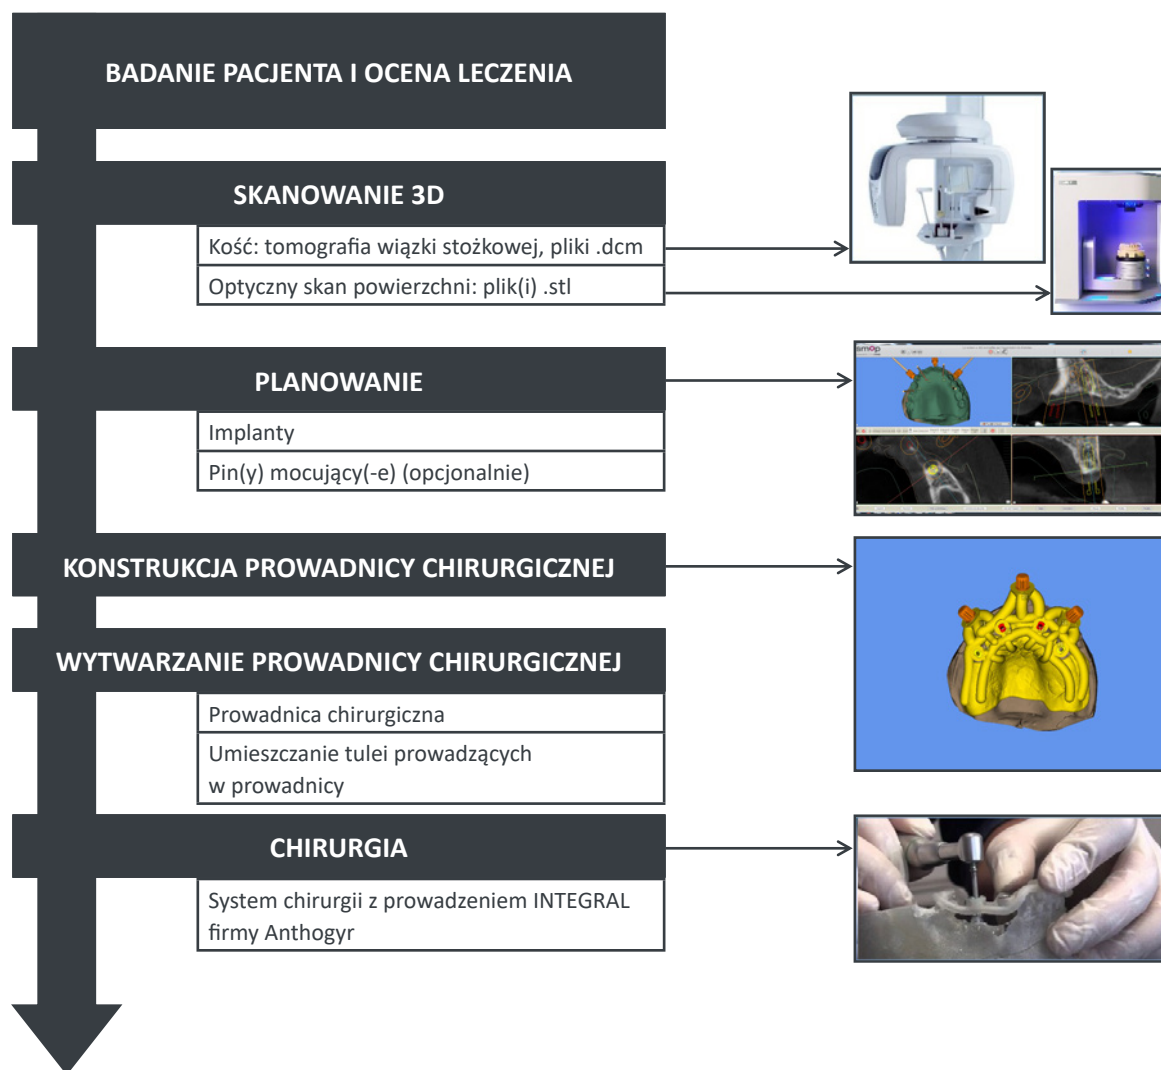 BADANIE PACJENTA I OCENA LECZENIA
SKANOWANIE 3D
Kość: tomografia wiązki stożkowej, pliki .dcm
Optyczny skan powierzchni: plik(i) .stl
PLANOWANIE
smop
Implanty
Pin(y) mocujący(-e) (opcjonalnie)
KONSTRUKCJA PROWADNICY CHIRURGICZNEJ
WYTWARZANIE PROWADNICY CHIRURGICZNEJ
Prowadnica chirurgiczna
Umieszczanie tulei prowadzących
w prowadnicy
CHIRURGIA
System chirurgii z prowadzeniem INTEGRAL
firmy Anthogyr